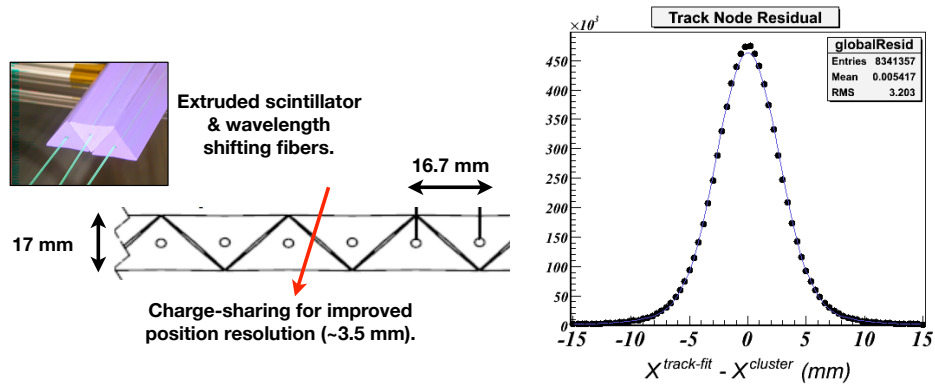 Extruded scintillator
& wavelength
shifting fibers.
16.7 mm
17 mm
Charge-sharing for improved
position resolution (~3.5 mm).
Track Node Residual
×10³
globalResid
Entries 8341357
Mean 0.005417
RMS 3.203
450
400
350
300
250
200
150
100
50
0
-15 -10 -5 0 5 10 15
X^track-fit - X^cluster (mm)